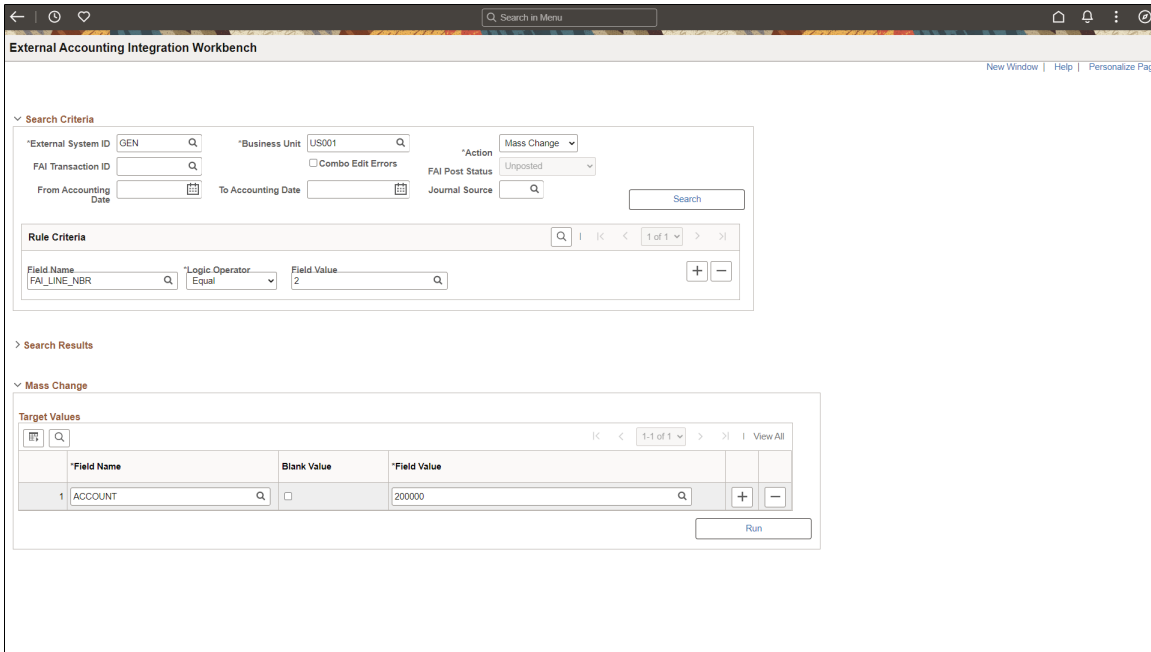 Search in Menu
External Accounting Integration Workbench
New Window | Help | Personalize Pag
Search Criteria
*External System ID GEN *Business Unit US001 *Action Mass Change
FAI Transaction ID Combo Edit Errors FAI Post Status Unposted
From Accounting Date To Accounting Date Journal Source Search
Rule Criteria 1 of 1
Field Name *Logic Operator Field Value
FAI_LINE_NBR Equal 2
Search Results
Mass Change
Target Values
1-1 of 1 View All
*Field Name Blank Value *Field Value
1 ACCOUNT 200000
Run